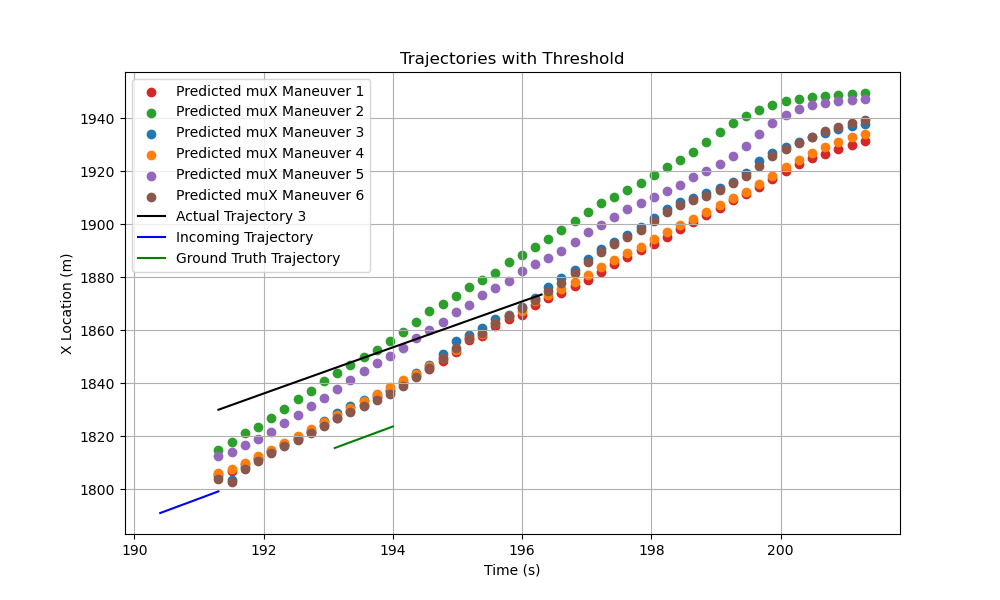 Trajectories with Threshold
Predicted muX Maneuver 1
Predicted muX Maneuver 2
Predicted muX Maneuver 3
Predicted muX Maneuver 4
Predicted muX Maneuver 5
Predicted muX Maneuver 6
Actual Trajectory 3
Incoming Trajectory
Ground Truth Trajectory
X Location (m)
1940
1920
1900
1880
1860
1840
1820
1800
190 192 194 196 198 200
Time (s)